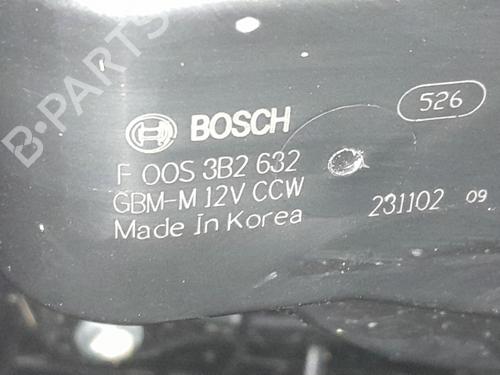 B-PARTS
526
BOSCH
F 00S 3B2 632
GBM-M 12V CCW
231102 09
Made In Korea